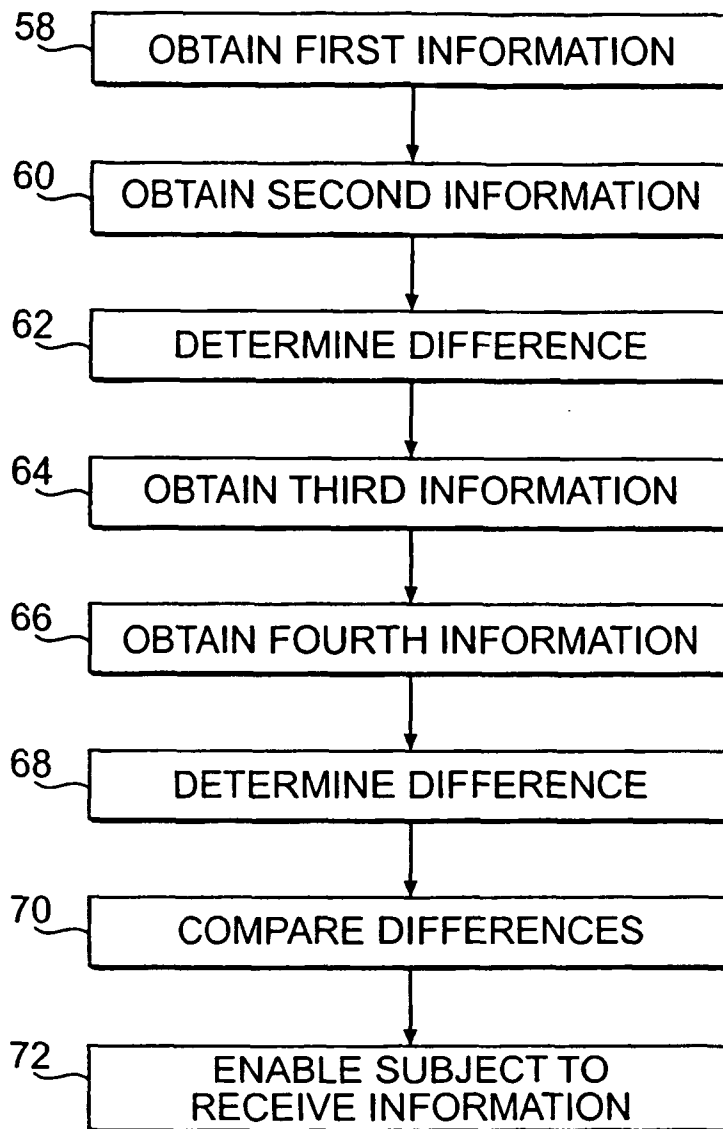 58
OBTAIN FIRST INFORMATION
60
OBTAIN SECOND INFORMATION
62
DETERMINE DIFFERENCE
64
OBTAIN THIRD INFORMATION
66
OBTAIN FOURTH INFORMATION
68
DETERMINE DIFFERENCE
70
COMPARE DIFFERENCES
72
ENABLE SUBJECT TO
RECEIVE INFORMATION